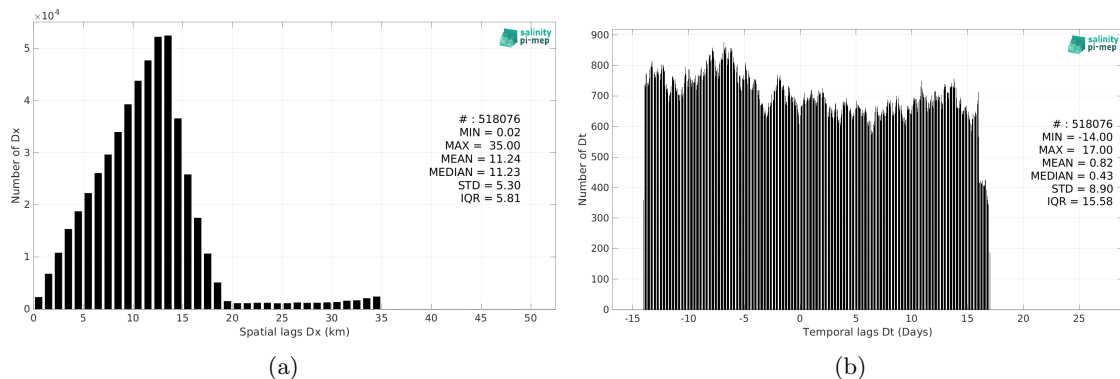 ×10⁴
5
4
3
2
1
0
Number of Dx
0 5 10 15 20 25 30 35 40 45 50
Spatial lags Dx (km)
salinity
pi-mep
# : 518076
MIN = 0.02
MAX = 35.00
MEAN = 11.24
MEDIAN = 11.23
STD = 5.30
IQR = 5.81
(a)
900
800
700
600
500
400
300
200
100
0
Number of Dt
-15 -10 -5 0 5 10 15 20 25
Temporal lags Dt (Days)
salinity
pi-mep
# : 518076
MIN = -14.00
MAX = 17.00
MEAN = 0.82
MEDIAN = 0.43
STD = 8.90
IQR = 15.58
(b)